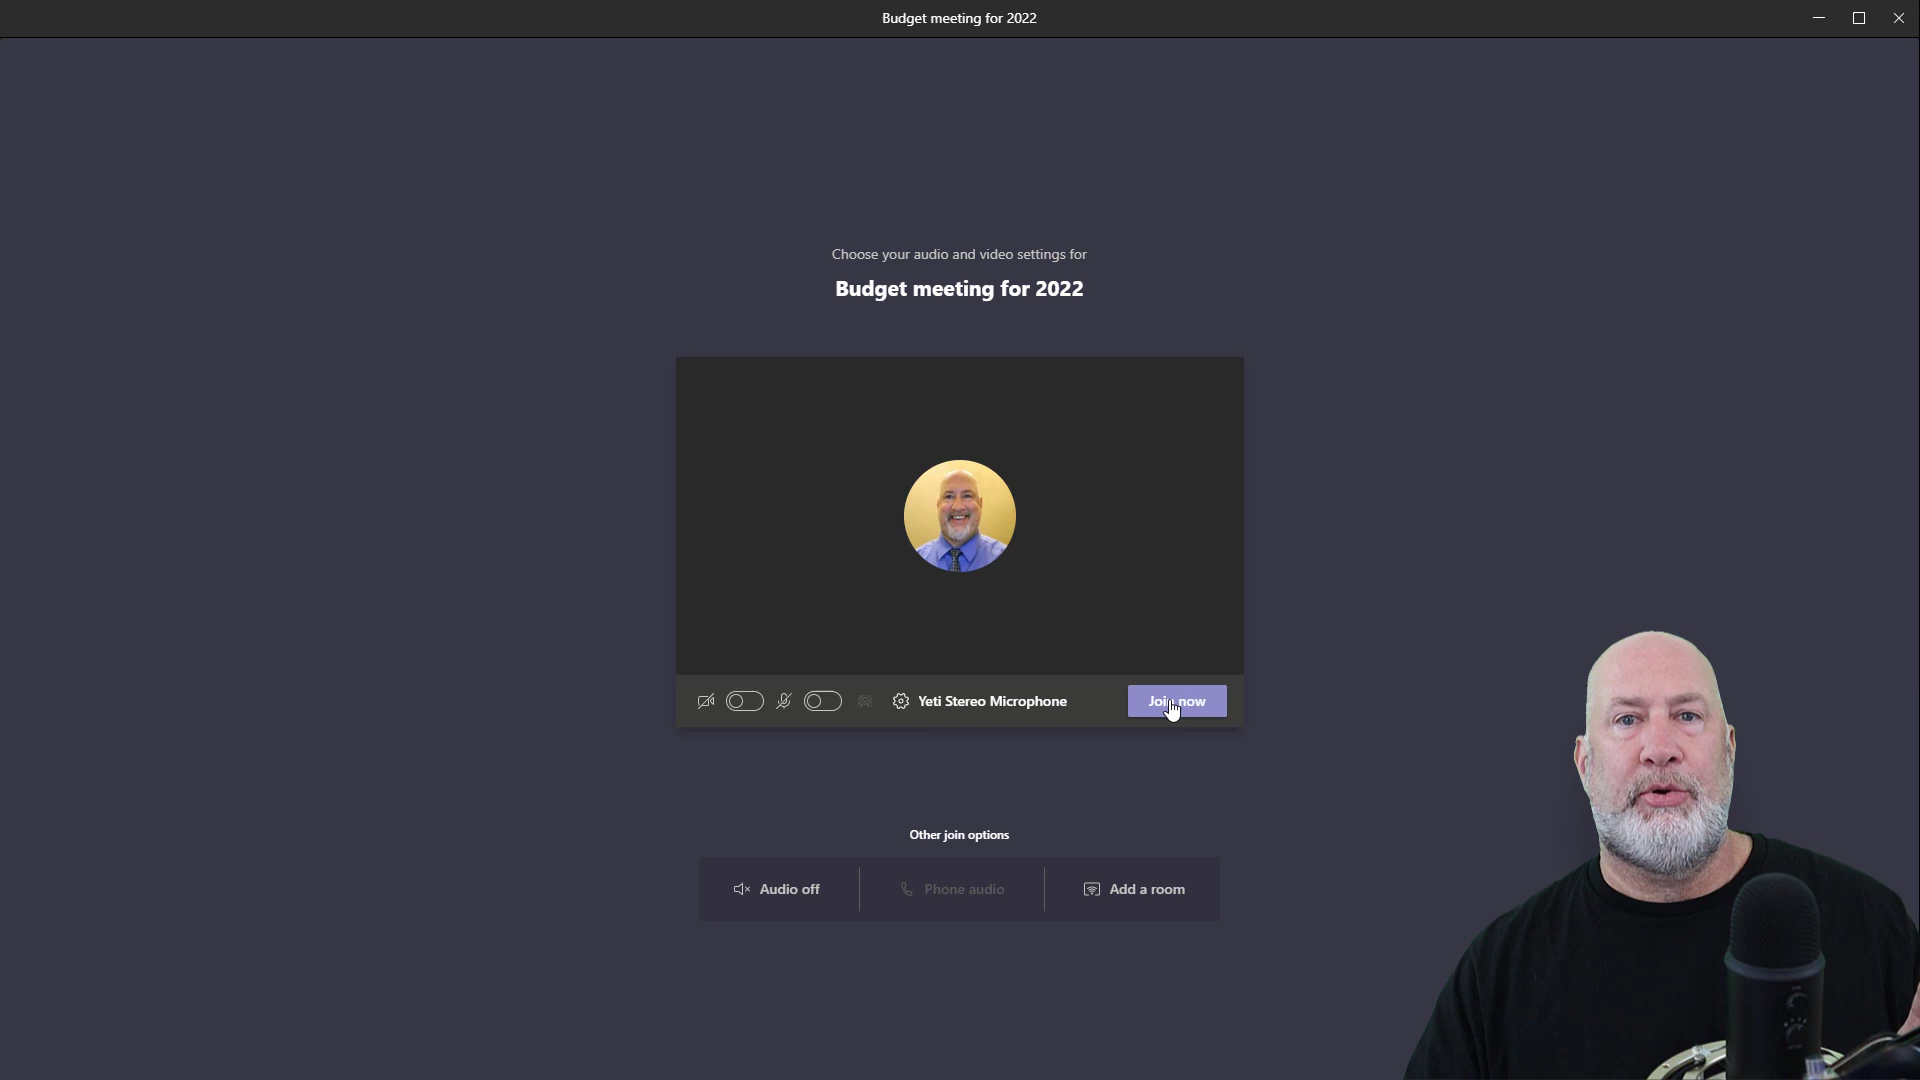 Budget meeting for 2022
Choose your audio and video settings for
Budget meeting for 2022
Yeti Stereo Microphone
Join now
Other join options
Audio off
Phone audio
Add a room